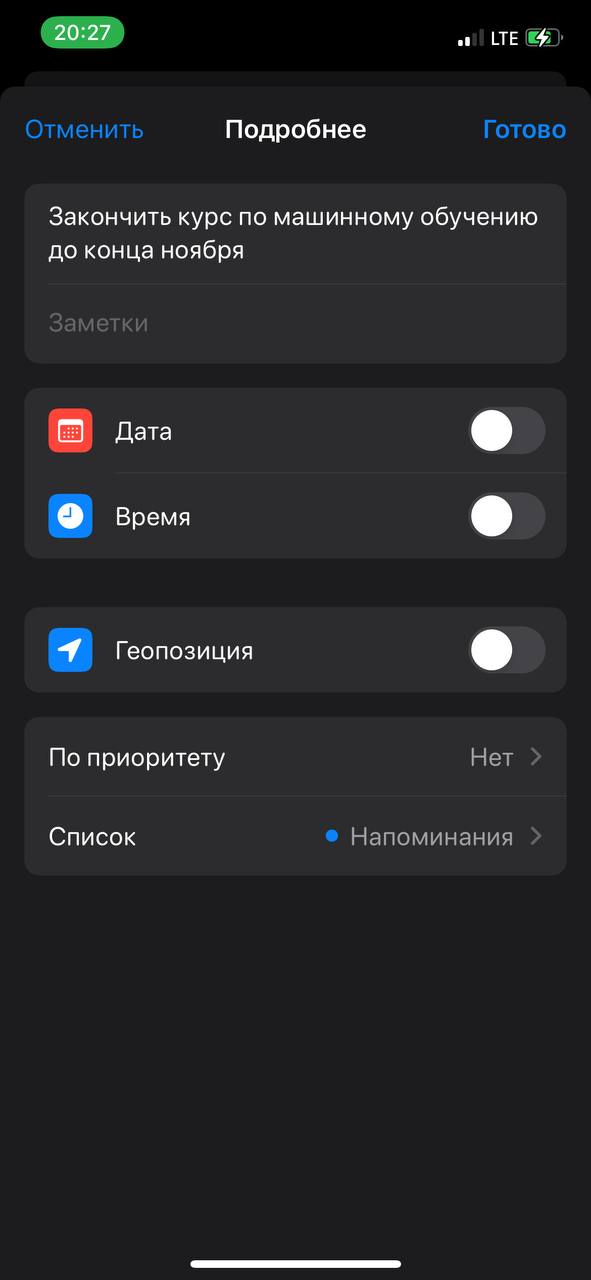 20:27
LTE
Отменить Подробнее Готово
Закончить курс по машинному обучению
до конца ноября
Заметки
Дата
Время
Геопозиция
По приоритету Нет
Список Напоминания